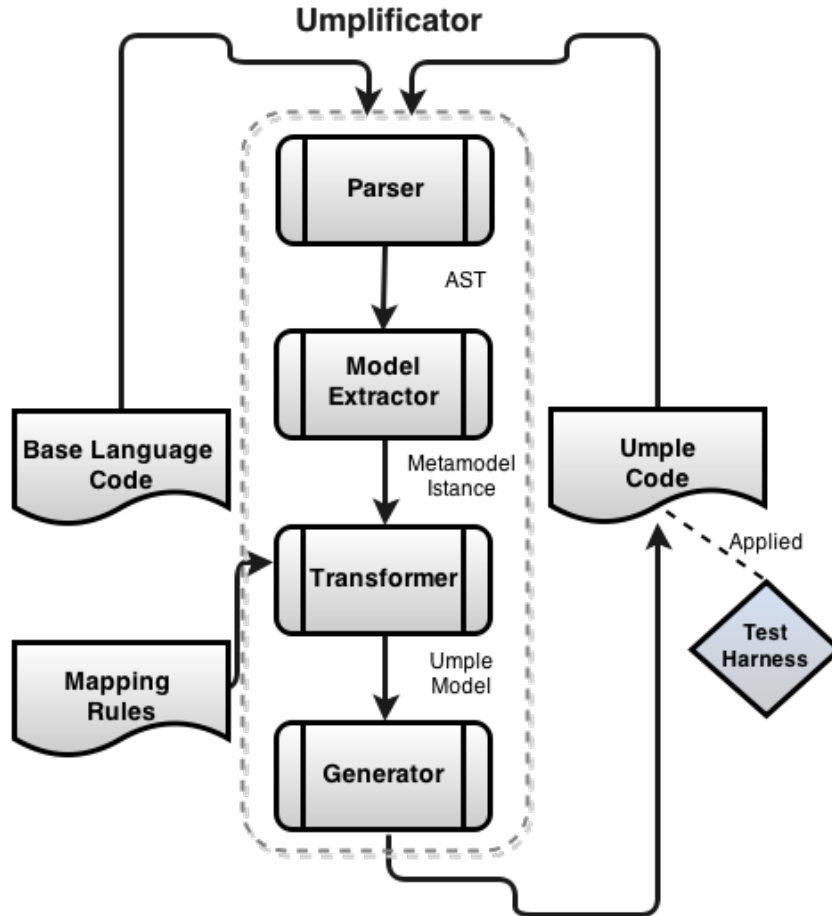 Umplificator
Parser
AST
Model
Extractor
Base Language
Code
Metamodel
Istance
Umple
Code
Applied
Transformer
Test
Harness
Mapping
Rules
Umple
Model
Generator